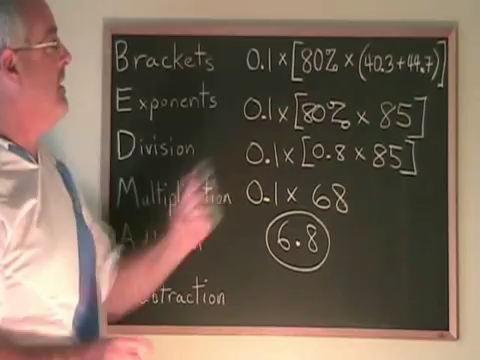 Brackets 0.1 × [80% × (40.3 + 44.7)]
Exponents 0.1 × [80% × 85]
Division 0.1 × [0.8 × 85]
0.1 × 68
6.8